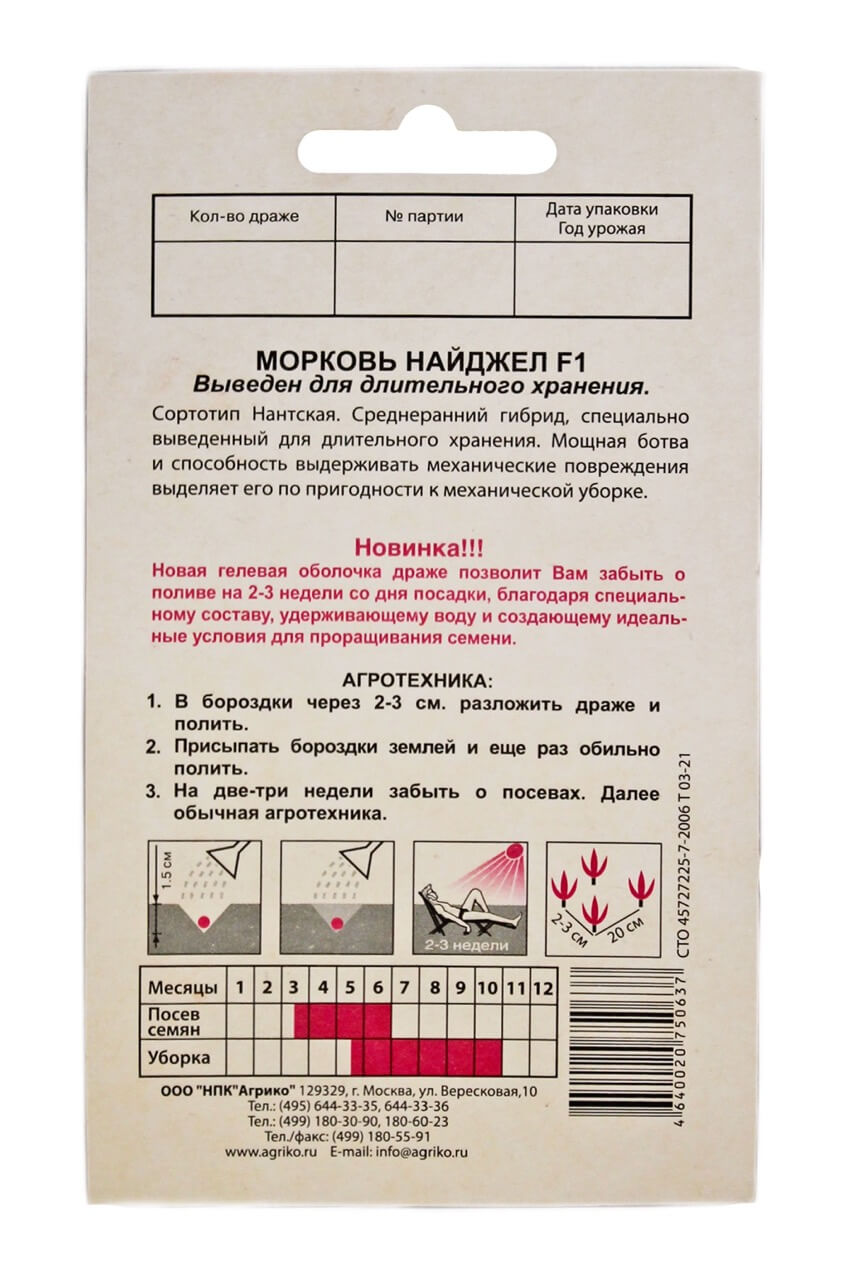 Кол-во драже
№ партии
Дата упаковки
Год урожая
МОРКОВЬ НАЙДЖЕЛ F1
Выведен для длительного хранения.
Сортотип Нантская. Среднеранний гибрид, специально
выведенный для длительного хранения. Мощная ботва
и способность выдерживать механические повреждения
выделяет его по пригодности к механической уборке.
Новинка!!!
Новая гелевая оболочка драже позволит Вам забыть о
поливе на 2-3 недели со дня посадки, благодаря специаль-
ному составу, удерживающему воду и создающему идеаль-
ные условия для проращивания семени.
АГРОТЕХНИКА:
1. В бороздки через 2-3 см. разложить драже и
полить.
2. Присыпать бороздки землей и еще раз обильно
полить.
3. На две-три недели забыть о посевах. Далее
обычная агротехника.
1.5 см
2-3 недели
2-3 см
20 см
СТО 45727225-7-2006 Т 03-21
Месяцы 1 2 3 4 5 6 7 8 9 10 11 12
Посев
семян
Уборка
4 640020 750637
ООО "НПК"Агрико" 129329, г. Москва, ул. Вересковая,10
Тел.: (495) 644-33-35, 644-33-36
Тел.: (499) 180-30-90, 180-60-23
Тел./факс: (499) 180-55-91
www.agriko.ru E-mail: info@agriko.ru